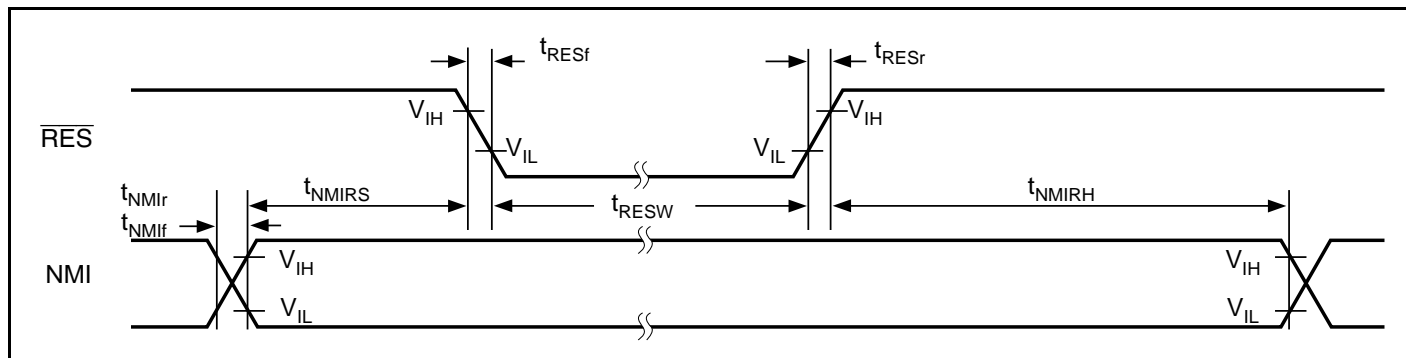 tRESf
tRESr
VIH
VIH
RES
VIL
VIL
tNMIr
tNMIRS
tRESW
tNMIRH
tNMIf
VIH
VIH
NMI
VIL
VIL